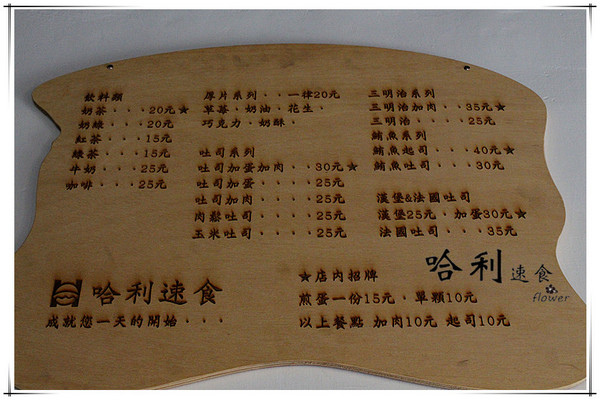 飲料類
奶茶・・・20元★
奶綠・・・20元
紅茶・・・15元
綠茶・・・15元
牛奶・・・25元
咖啡・・・25元
厚片系列・・一律20元
草莓、奶油、花生、
巧克力、奶酥、
吐司系列
吐司加蛋加肉・・30元★
吐司加蛋・・・・25元
吐司加肉・・・・25元
肉鬆吐司・・・・25元
玉米吐司・・・・25元
三明治系列
三明治加肉・・35元★
三明治・・・・25元
鮪魚系列
鮪魚起司・・・40元★
鮪魚吐司・・・30元
漢堡&法國吐司
漢堡25元，加蛋30元★
法國吐司・・・35元
哈利速食
成就您一天的開始・・・
★店內招牌
煎蛋一份15元，單顆10元
以上餐點 加肉10元 起司10元
哈利速食
flower